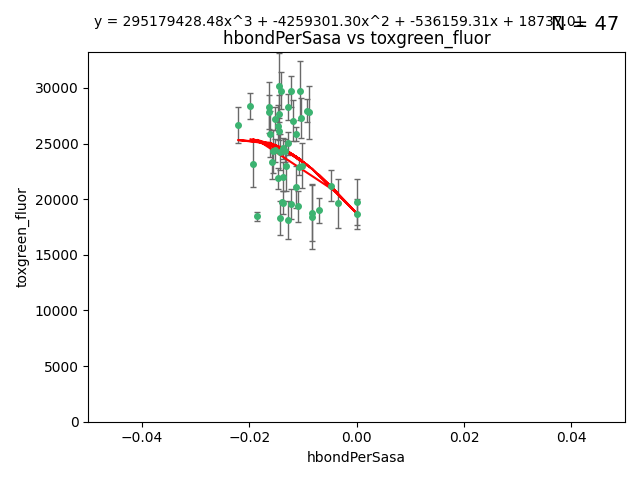 y = 295179428.48x^3 + -4259301.30x^2 + -536159.31x + 18737.01
N = 47
hbondPerSasa vs toxgreen_fluor
toxgreen_fluor
30000
25000
20000
15000
10000
5000
0
−0.04
−0.02
0.00
0.02
0.04
hbondPerSasa